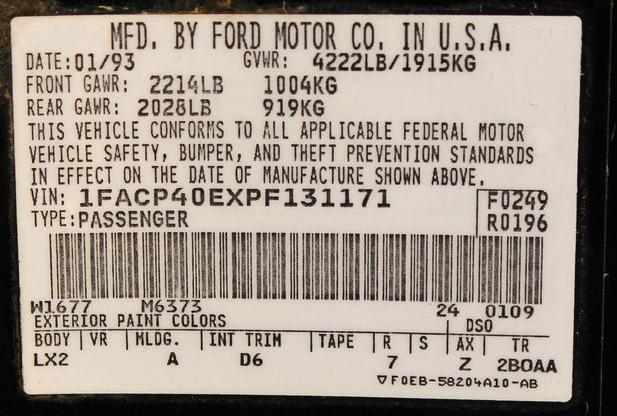 MFD. BY FORD MOTOR CO. IN U.S.A.
DATE:01/93 GVWR: 4222LB/1915KG
FRONT GAWR: 2214LB 1004KG
REAR GAWR: 2028LB 919KG
THIS VEHICLE CONFORMS TO ALL APPLICABLE FEDERAL MOTOR
VEHICLE SAFETY, BUMPER, AND THEFT PREVENTION STANDARDS
IN EFFECT ON THE DATE OF MANUFACTURE SHOWN ABOVE.
VIN: 1FACP40EXPF131171 F0249
TYPE:PASSENGER R0196
W1677 M6373 24 0109
EXTERIOR PAINT COLORS DSO
BODY VR MLDG. INT TRIM TAPE R S AX TR
LX2 A D6 7 Z 2BOAA
▽F0EB-58204A10-AB